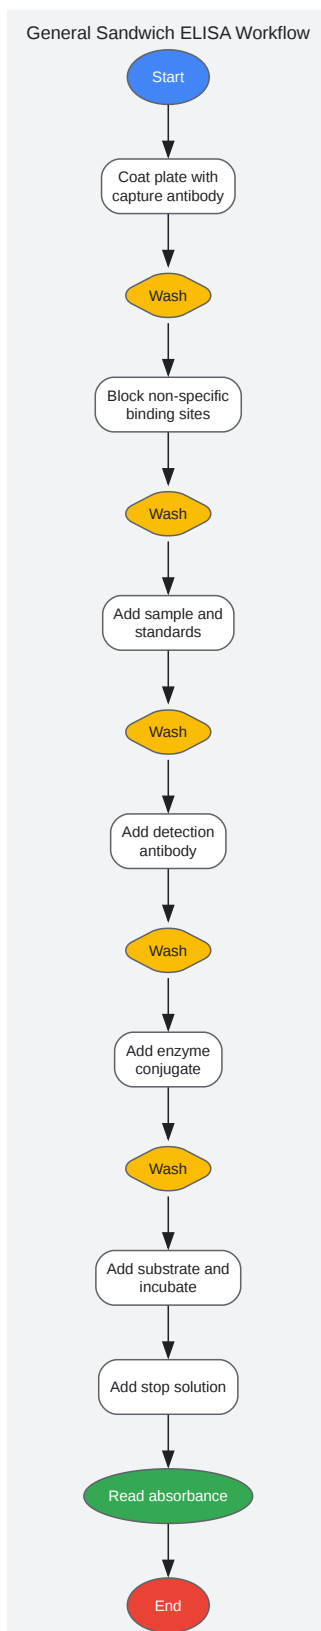 General Sandwich ELISA Workflow
Start
Coat plate with
capture antibody
Wash
Block non-specific
binding sites
Wash
Add sample and
standards
Wash
Add detection
antibody
Wash
Add enzyme
conjugate
Wash
Add substrate and
incubate
Add stop solution
Read absorbance
End